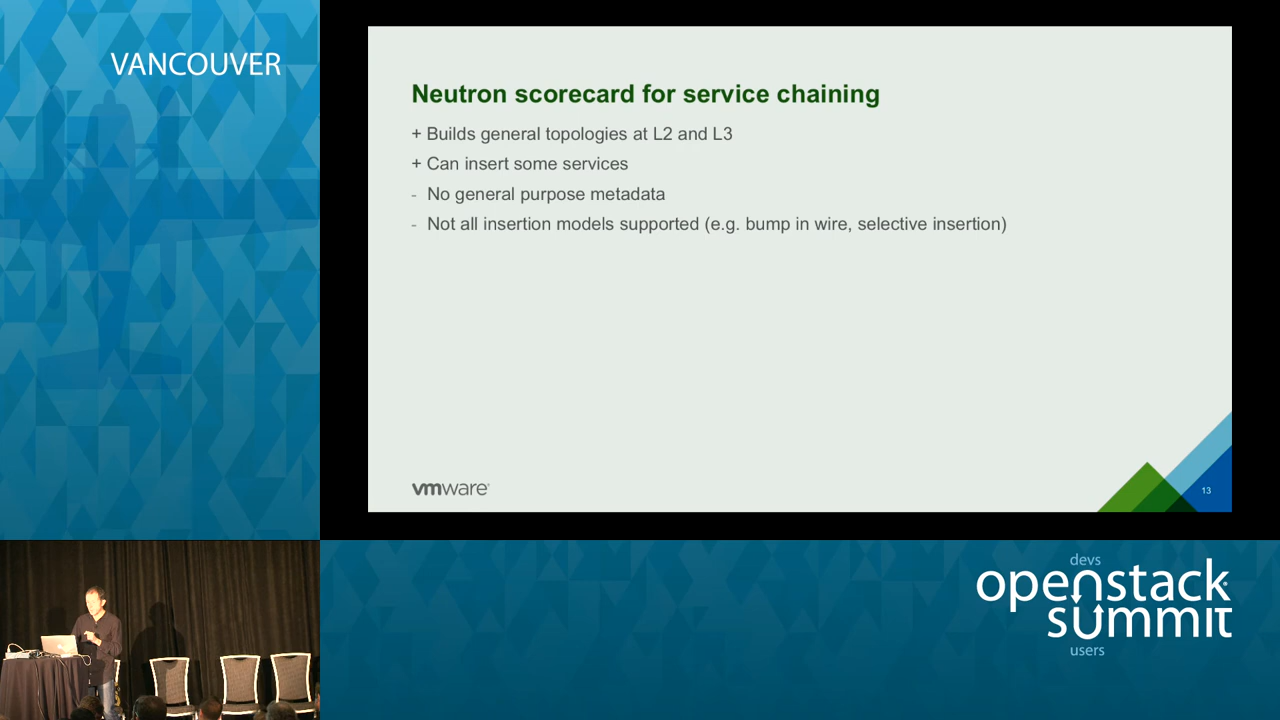 VANCOUVER
Neutron scorecard for service chaining
+ Builds general topologies at L2 and L3
+ Can insert some services
- No general purpose metadata
- Not all insertion models supported (e.g. bump in wire, selective insertion)
vmware
13
devs
openstack
summit
users